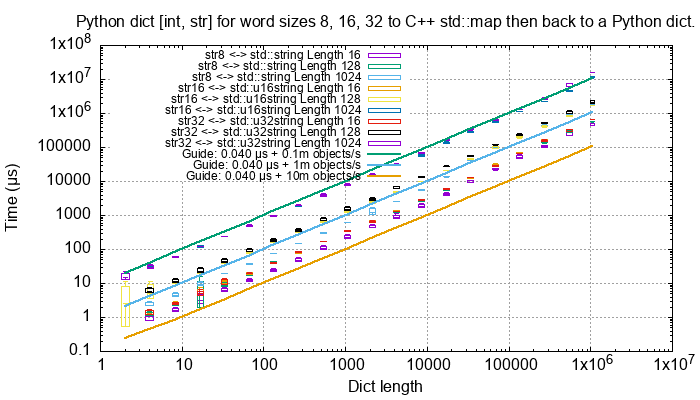 Python dict [int, str] for word sizes 8, 16, 32 to C++ std::map then back to a Python dict.
1x10^8
1x10^7
1x10^6
100000
10000
1000
100
10
1
0.1
Time (µs)
str8 <-> std::string Length 16
str8 <-> std::string Length 128
str8 <-> std::string Length 1024
str16 <-> std::u16string Length 16
str16 <-> std::u16string Length 128
str16 <-> std::u16string Length 1024
str32 <-> std::u32string Length 16
str32 <-> std::u32string Length 128
str32 <-> std::u32string Length 1024
Guide: 0.040 µs + 0.1m objects/s
Guide: 0.040 µs + 1m objects/s
Guide: 0.040 µs + 10m objects/s
1 10 100 1000 10000 100000 1x10^6 1x10^7
Dict length